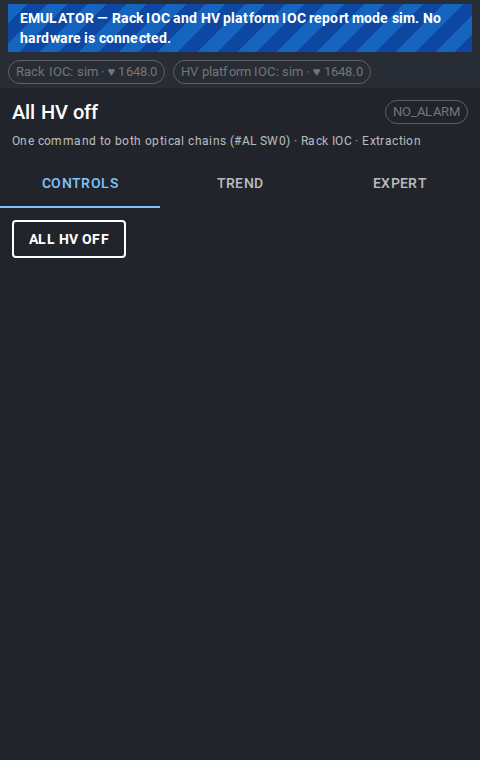 EMULATOR — Rack IOC and HV platform IOC report mode sim. No
hardware is connected.
Rack IOC: sim · ♥ 1648.0
HV platform IOC: sim · ♥ 1648.0
All HV off
NO_ALARM
One command to both optical chains (#AL SW0) · Rack IOC · Extraction
CONTROLS
TREND
EXPERT
ALL HV OFF